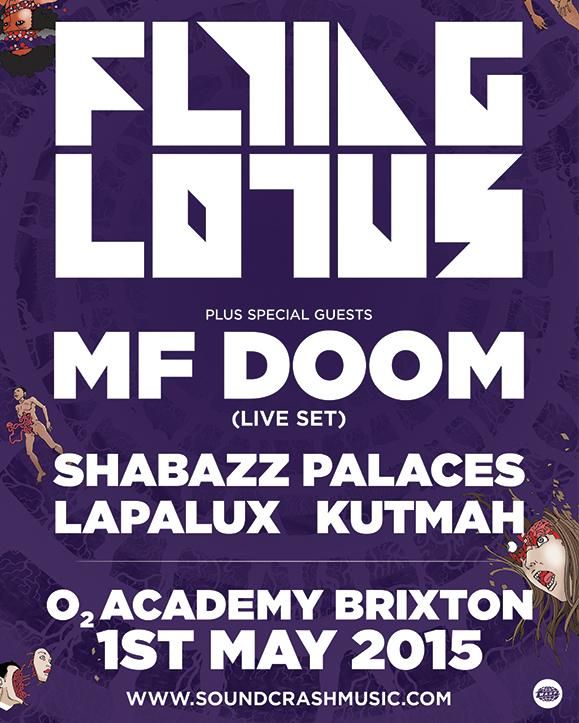 FLYING
LOTUS
PLUS SPECIAL GUESTS
MF DOOM
(LIVE SET)
SHABAZZ PALACES
LAPALUX KUTMAH
O₂ ACADEMY BRIXTON
1ST MAY 2015
WWW.SOUNDCRASHMUSIC.COM